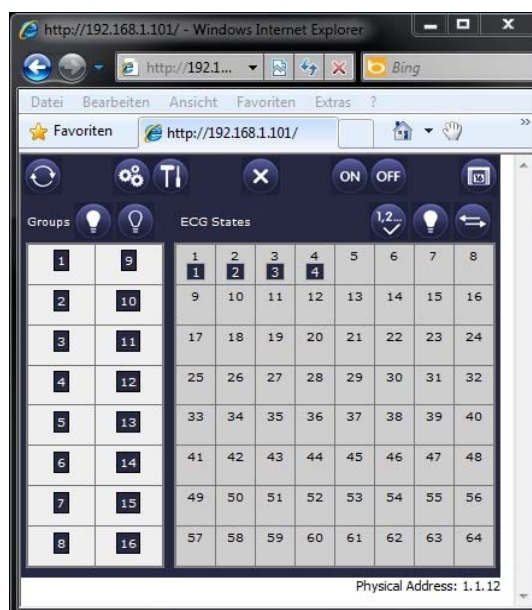 http://192.168.1.101/ - Windows Internet Explorer
http://192.1... Bing
Datei Bearbeiten Ansicht Favoriten Extras ?
Favoriten http://192.168.1.101/ »
ON OFF 16
Groups ECG States 1,2...
1 9 1 2 3 4 5 6 7 8
1 2 3 4
2 10 9 10 11 12 13 14 15 16
3 11 17 18 19 20 21 22 23 24
4 12 25 26 27 28 29 30 31 32
5 13 33 34 35 36 37 38 39 40
6 14 41 42 43 44 45 46 47 48
7 15 49 50 51 52 53 54 55 56
8 16 57 58 59 60 61 62 63 64
Physical Address: 1.1.12